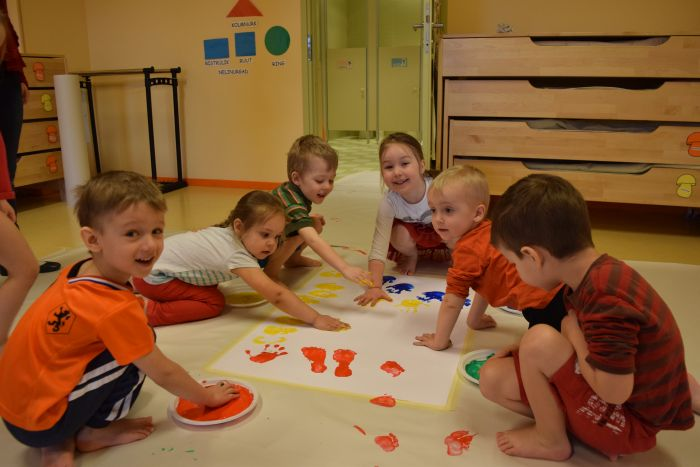 KOLMNURK
RISTKÜLIK
RUUT
RING
NELINURGAD